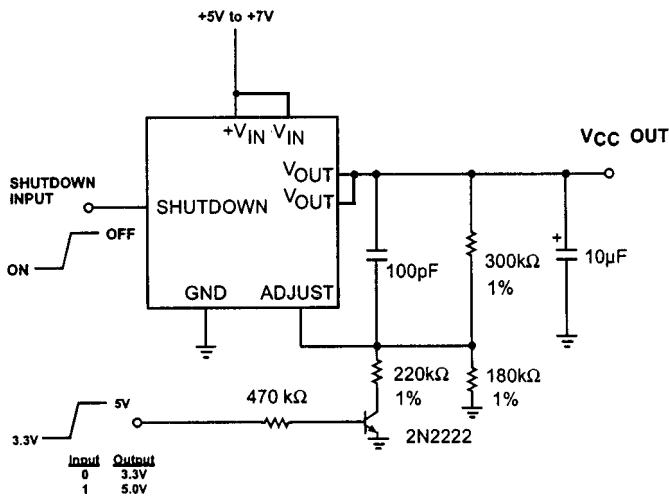 +5V to +7V
+VIN VIN
VCC OUT
VOUT
VOUT
SHUTDOWN
INPUT
SHUTDOWN
OFF
ON
100pF
300kΩ
1%
+
10μF
GND
ADJUST
470 kΩ
220kΩ
1%
180kΩ
1%
5V
3.3V
2N2222
Input Output
0 3.3V
1 5.0V